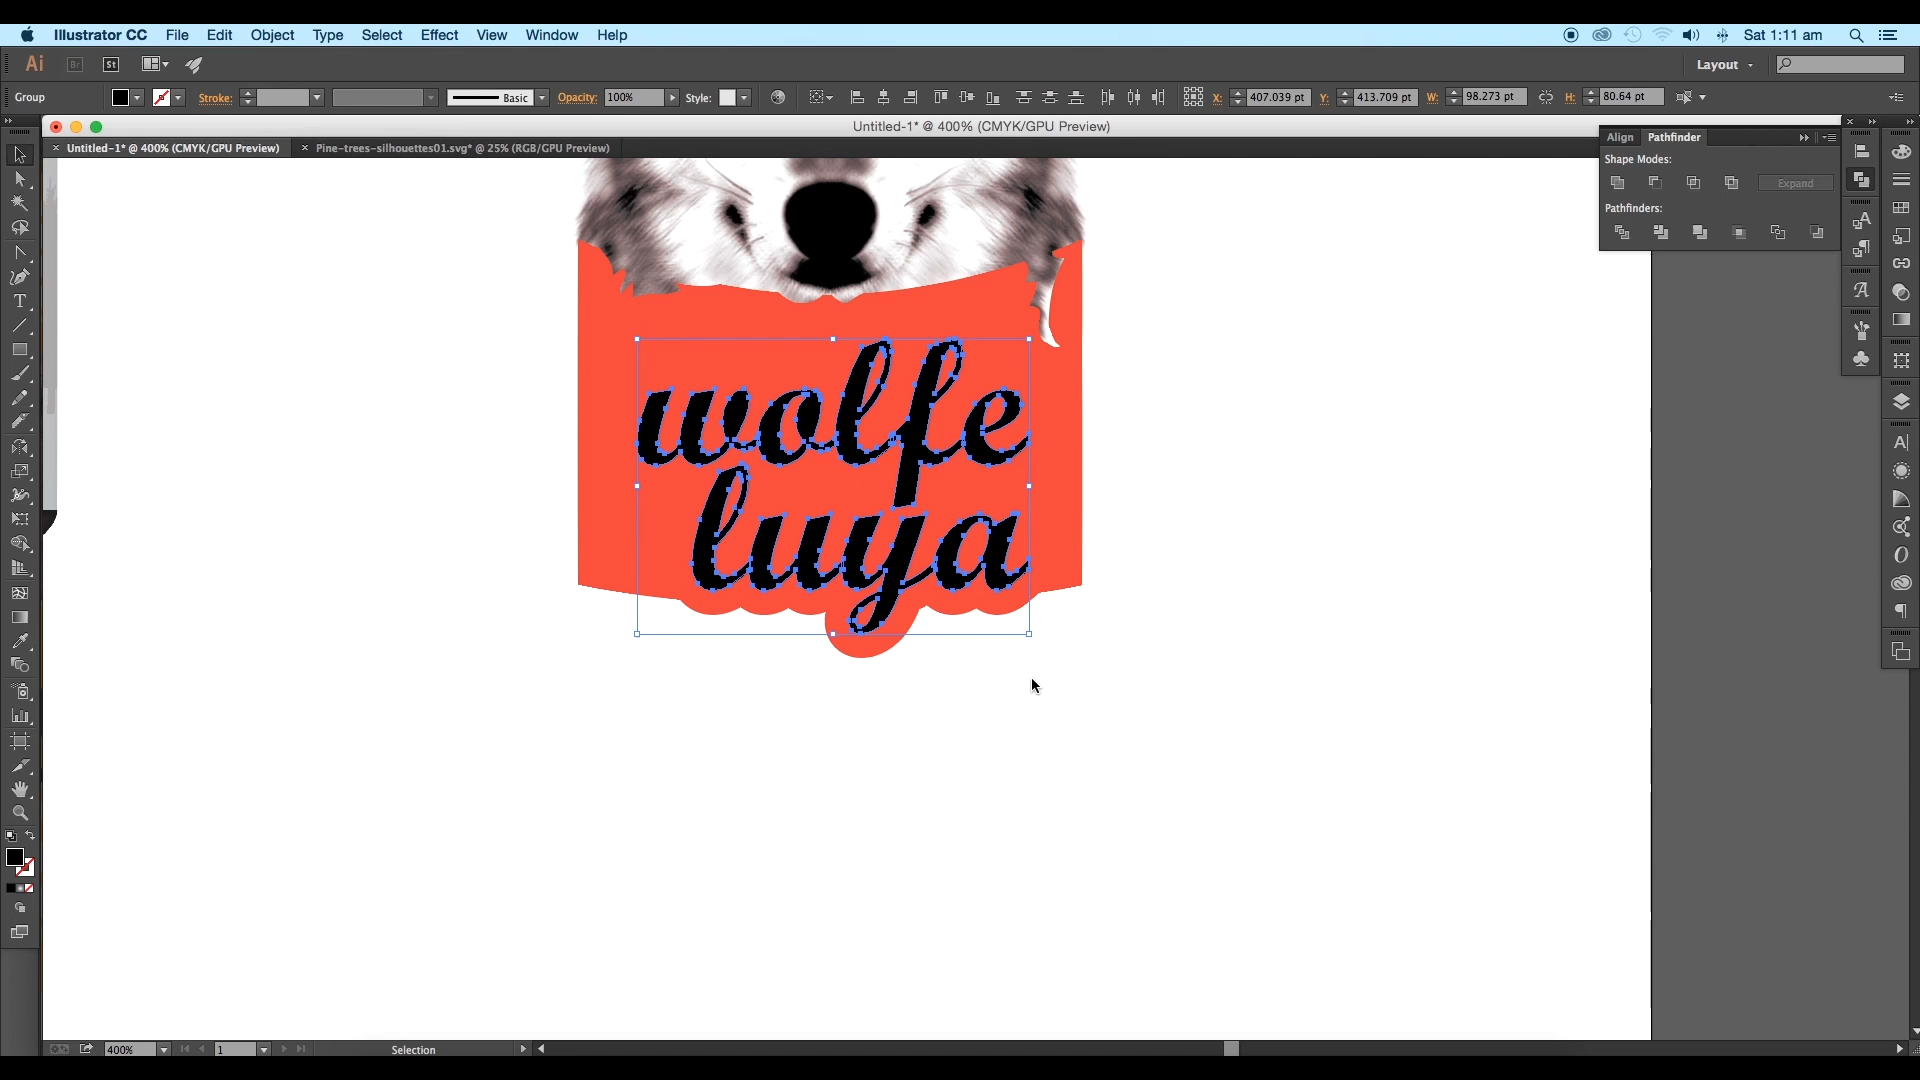 Illustrator CC File Edit Object Type Select Effect View Window Help Sat 1:11 am
Ai Br St Layout
Group Stroke: Basic Opacity: 100% Style: X: 407.039 pt Y: 413.709 pt W: 98.273 pt H: 80.64 pt
Untitled-1* @ 400% (CMYK/GPU Preview)
× Untitled-1* @ 400% (CMYK/GPU Preview) × Pine-trees-silhouettes01.svg* @ 25% (RGB/GPU Preview)
Align Pathfinder
Shape Modes:
Expand
Pathfinders:
wolfe
luya
400% 1 Selection